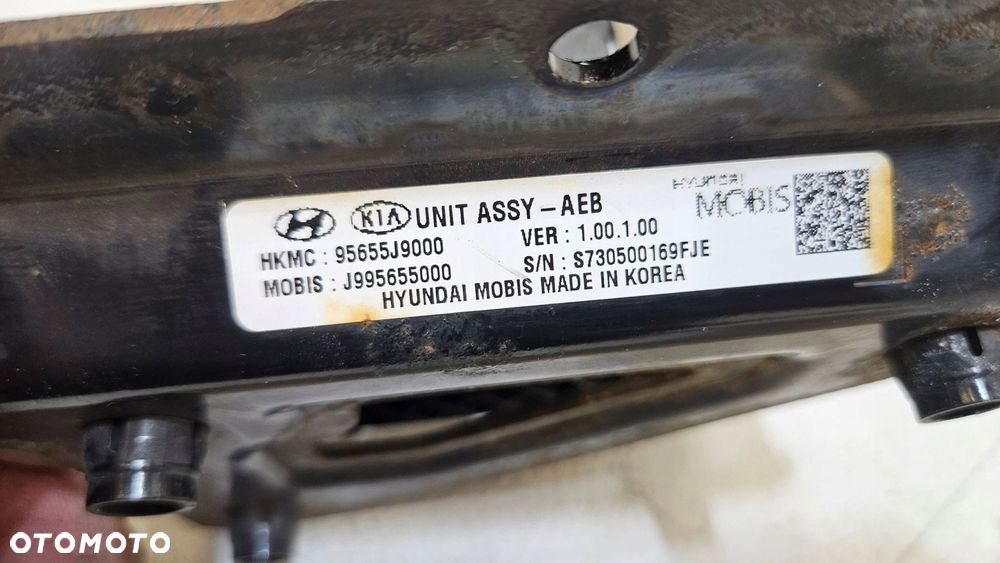 KIA UNIT ASSY-AEB
HYUNDAI
MOBIS
HKMC : 95655J9000
VER : 1.00.1.00
MOBIS : J995655000
S/N : S730500169FJE
HYUNDAI MOBIS MADE IN KOREA
OTOMOTO